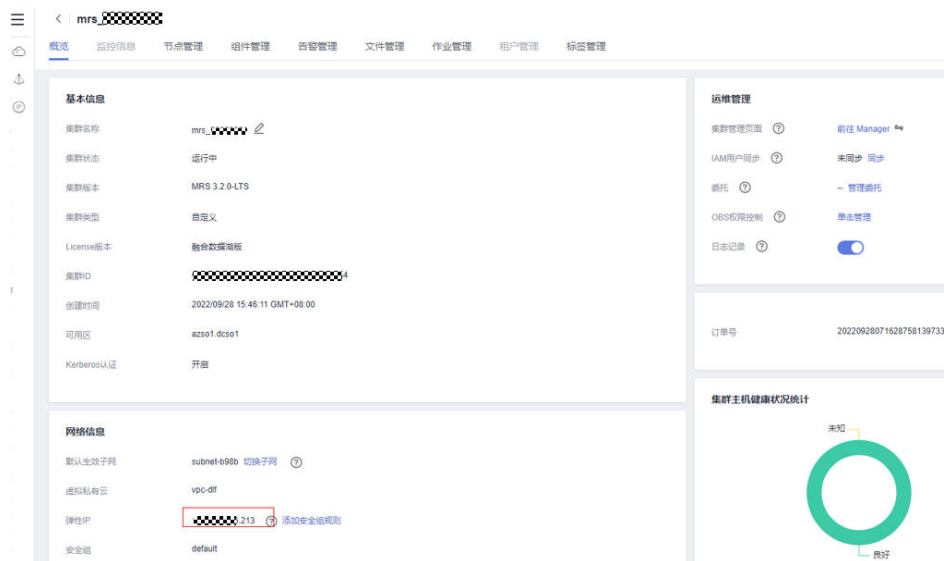 mrs_
概览 监控信息 节点管理 组件管理 告警管理 文件管理 作业管理 租户管理 标签管理
基本信息
集群名称 mrs_
集群状态 运行中
集群版本 MRS 3.2.0-LTS
集群类型 自定义
License版本 融合数据湖版
集群ID 4
创建时间 2022/09/28 15:46:11 GMT+08:00
可用区 azso1.dcso1
Kerberos认证 开启
网络信息
默认生效子网 subnet-b98b 切换子网
虚拟私有云 vpc-dlf
弹性IP .213 添加安全组规则
安全组 default
运维管理
集群管理页面 前往 Manager
IAM用户同步 未同步 同步
委托 -- 管理委托
OBS权限控制 单击管理
日志记录
订单号 20220928071628758139733
集群主机健康状况统计
未知
良好